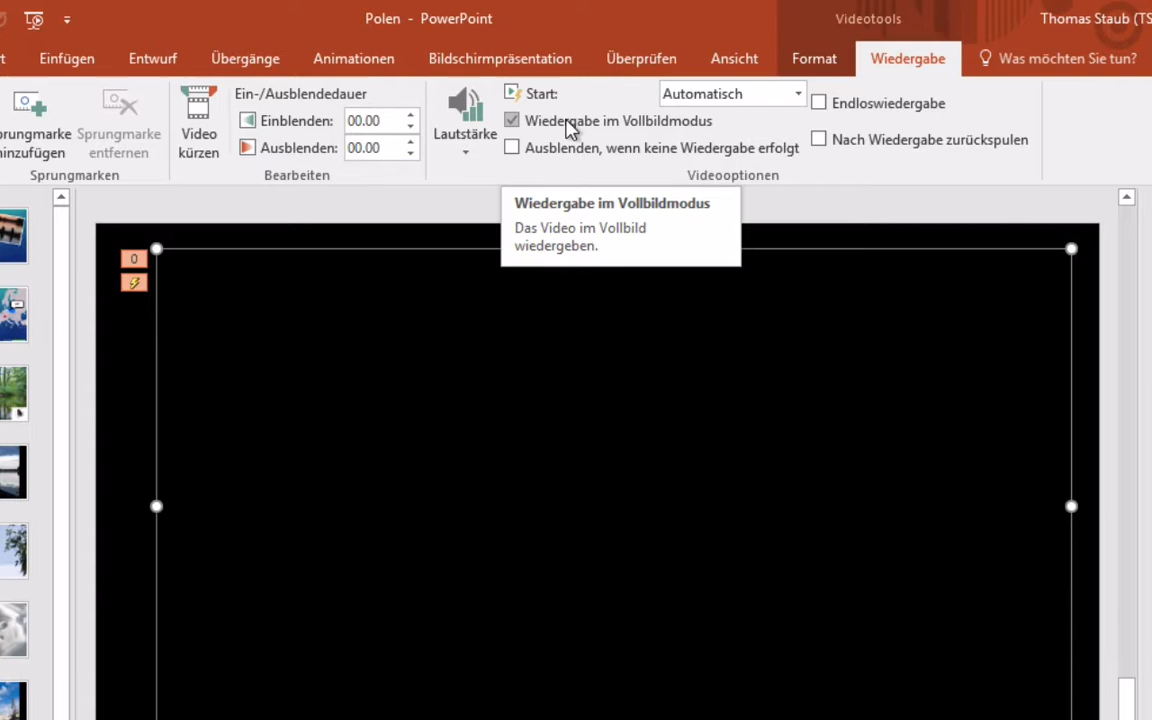 Polen - PowerPoint
Videotools
Thomas Staub (TS
rt
Einfügen
Entwurf
Übergänge
Animationen
Bildschirmpräsentation
Überprüfen
Ansicht
Format
Wiedergabe
Was möchten Sie tun?
prungmarke
hinzufügen
Sprungmarke
entfernen
Sprungmarken
Video
kürzen
Ein-/Ausblendedauer
Einblenden: 00.00
Ausblenden: 00.00
Bearbeiten
Lautstärke
Start: Automatisch
Wiedergabe im Vollbildmodus
Ausblenden, wenn keine Wiedergabe erfolgt
Endloswiedergabe
Nach Wiedergabe zurückspulen
Videooptionen
Wiedergabe im Vollbildmodus
Das Video im Vollbild
wiedergeben.
0